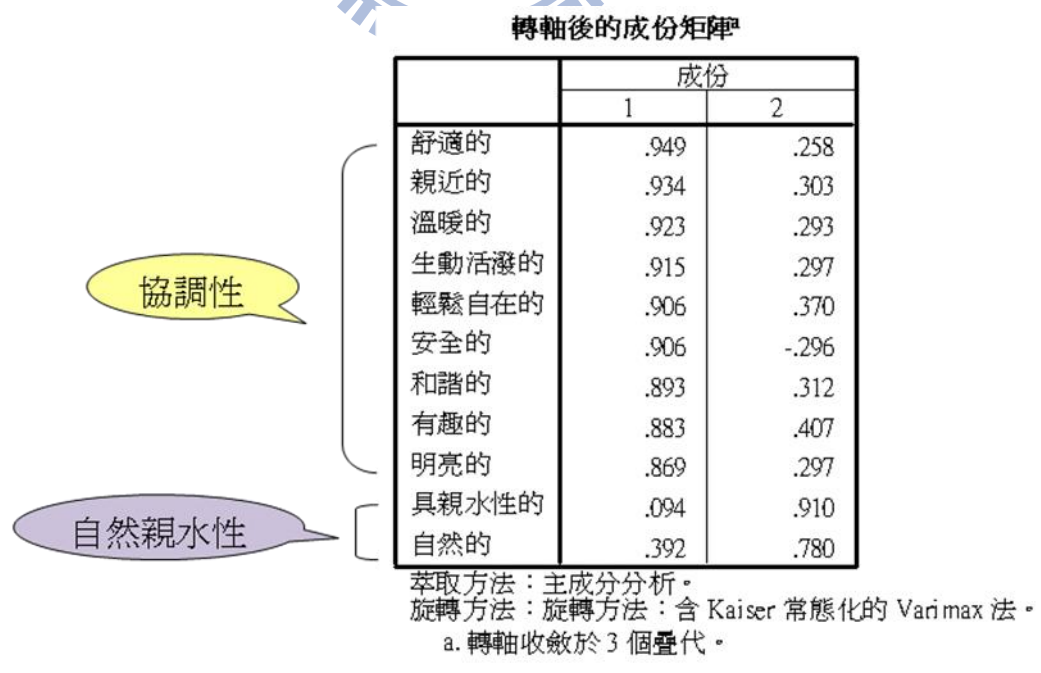 轉軸後的成份矩陣a
成份
1 2
舒適的 .949 .258
親近的 .934 .303
溫暖的 .923 .293
生動活潑的 .915 .297
輕鬆自在的 .906 .370
安全的 .906 -.296
和諧的 .893 .312
有趣的 .883 .407
明亮的 .869 .297
具親水性的 .094 .910
自然的 .392 .780
協調性
自然親水性
萃取方法：主成分分析。
旋轉方法：旋轉方法：含 Kaiser 常態化的 Varimax 法。
a. 轉軸收斂於 3 個疊代。